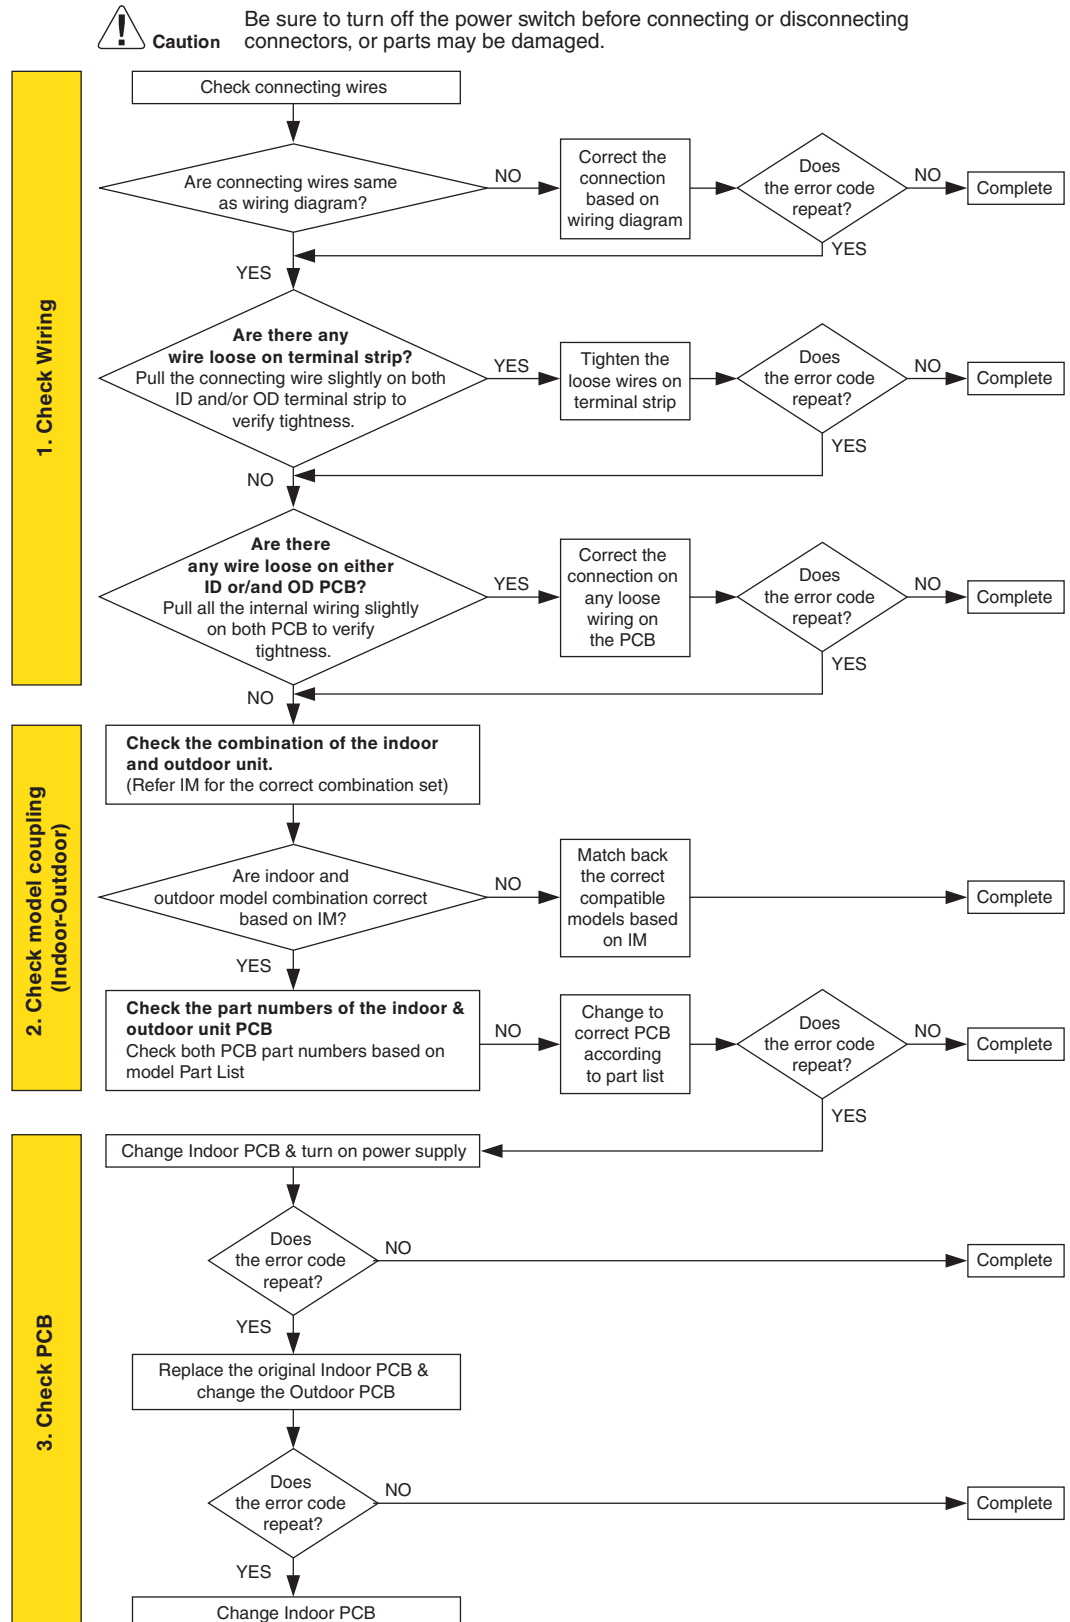 Be sure to turn off the power switch before connecting or disconnecting
Caution
connectors, or parts may be damaged.
1. Check Wiring
Check connecting wires
Are connecting wires same
as wiring diagram?
NO
Correct the
connection
based on
wiring diagram
Does
the error code
repeat?
NO
Complete
YES
YES
Are there any
wire loose on terminal strip?
Pull the connecting wire slightly on both
ID and/or OD terminal strip to
verify tightness.
YES
Tighten the
loose wires on
terminal strip
Does
the error code
repeat?
NO
Complete
YES
NO
Are there
any wire loose on either
ID or/and OD PCB?
Pull all the internal wiring slightly
on both PCB to verify
tightness.
YES
Correct the
connection on
any loose
wiring on
the PCB
Does
the error code
repeat?
NO
Complete
YES
NO
2. Check model coupling
(Indoor-Outdoor)
Check the combination of the indoor
and outdoor unit.
(Refer IM for the correct combination set)
Are indoor and
outdoor model combination correct
based on IM?
NO
Match back
the correct
compatible
models based
on IM
Complete
YES
Check the part numbers of the indoor &
outdoor unit PCB
Check both PCB part numbers based on
model Part List
NO
Change to
correct PCB
according
to part list
Does
the error code
repeat?
NO
Complete
YES
3. Check PCB
Change Indoor PCB & turn on power supply
Does
the error code
repeat?
NO
Complete
YES
Replace the original Indoor PCB &
change the Outdoor PCB
Does
the error code
repeat?
NO
Complete
YES
Change Indoor PCB